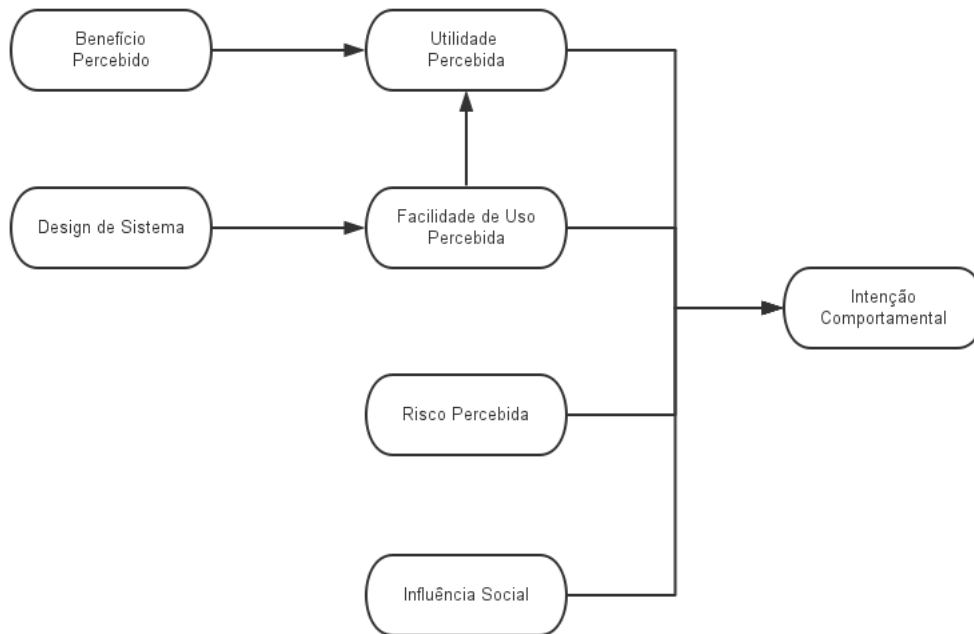 Benefício
Percebido
Utilidade
Percebida
Design de Sistema
Facilidade de Uso
Percebida
Intenção
Comportamental
Risco Percebida
Influência Social